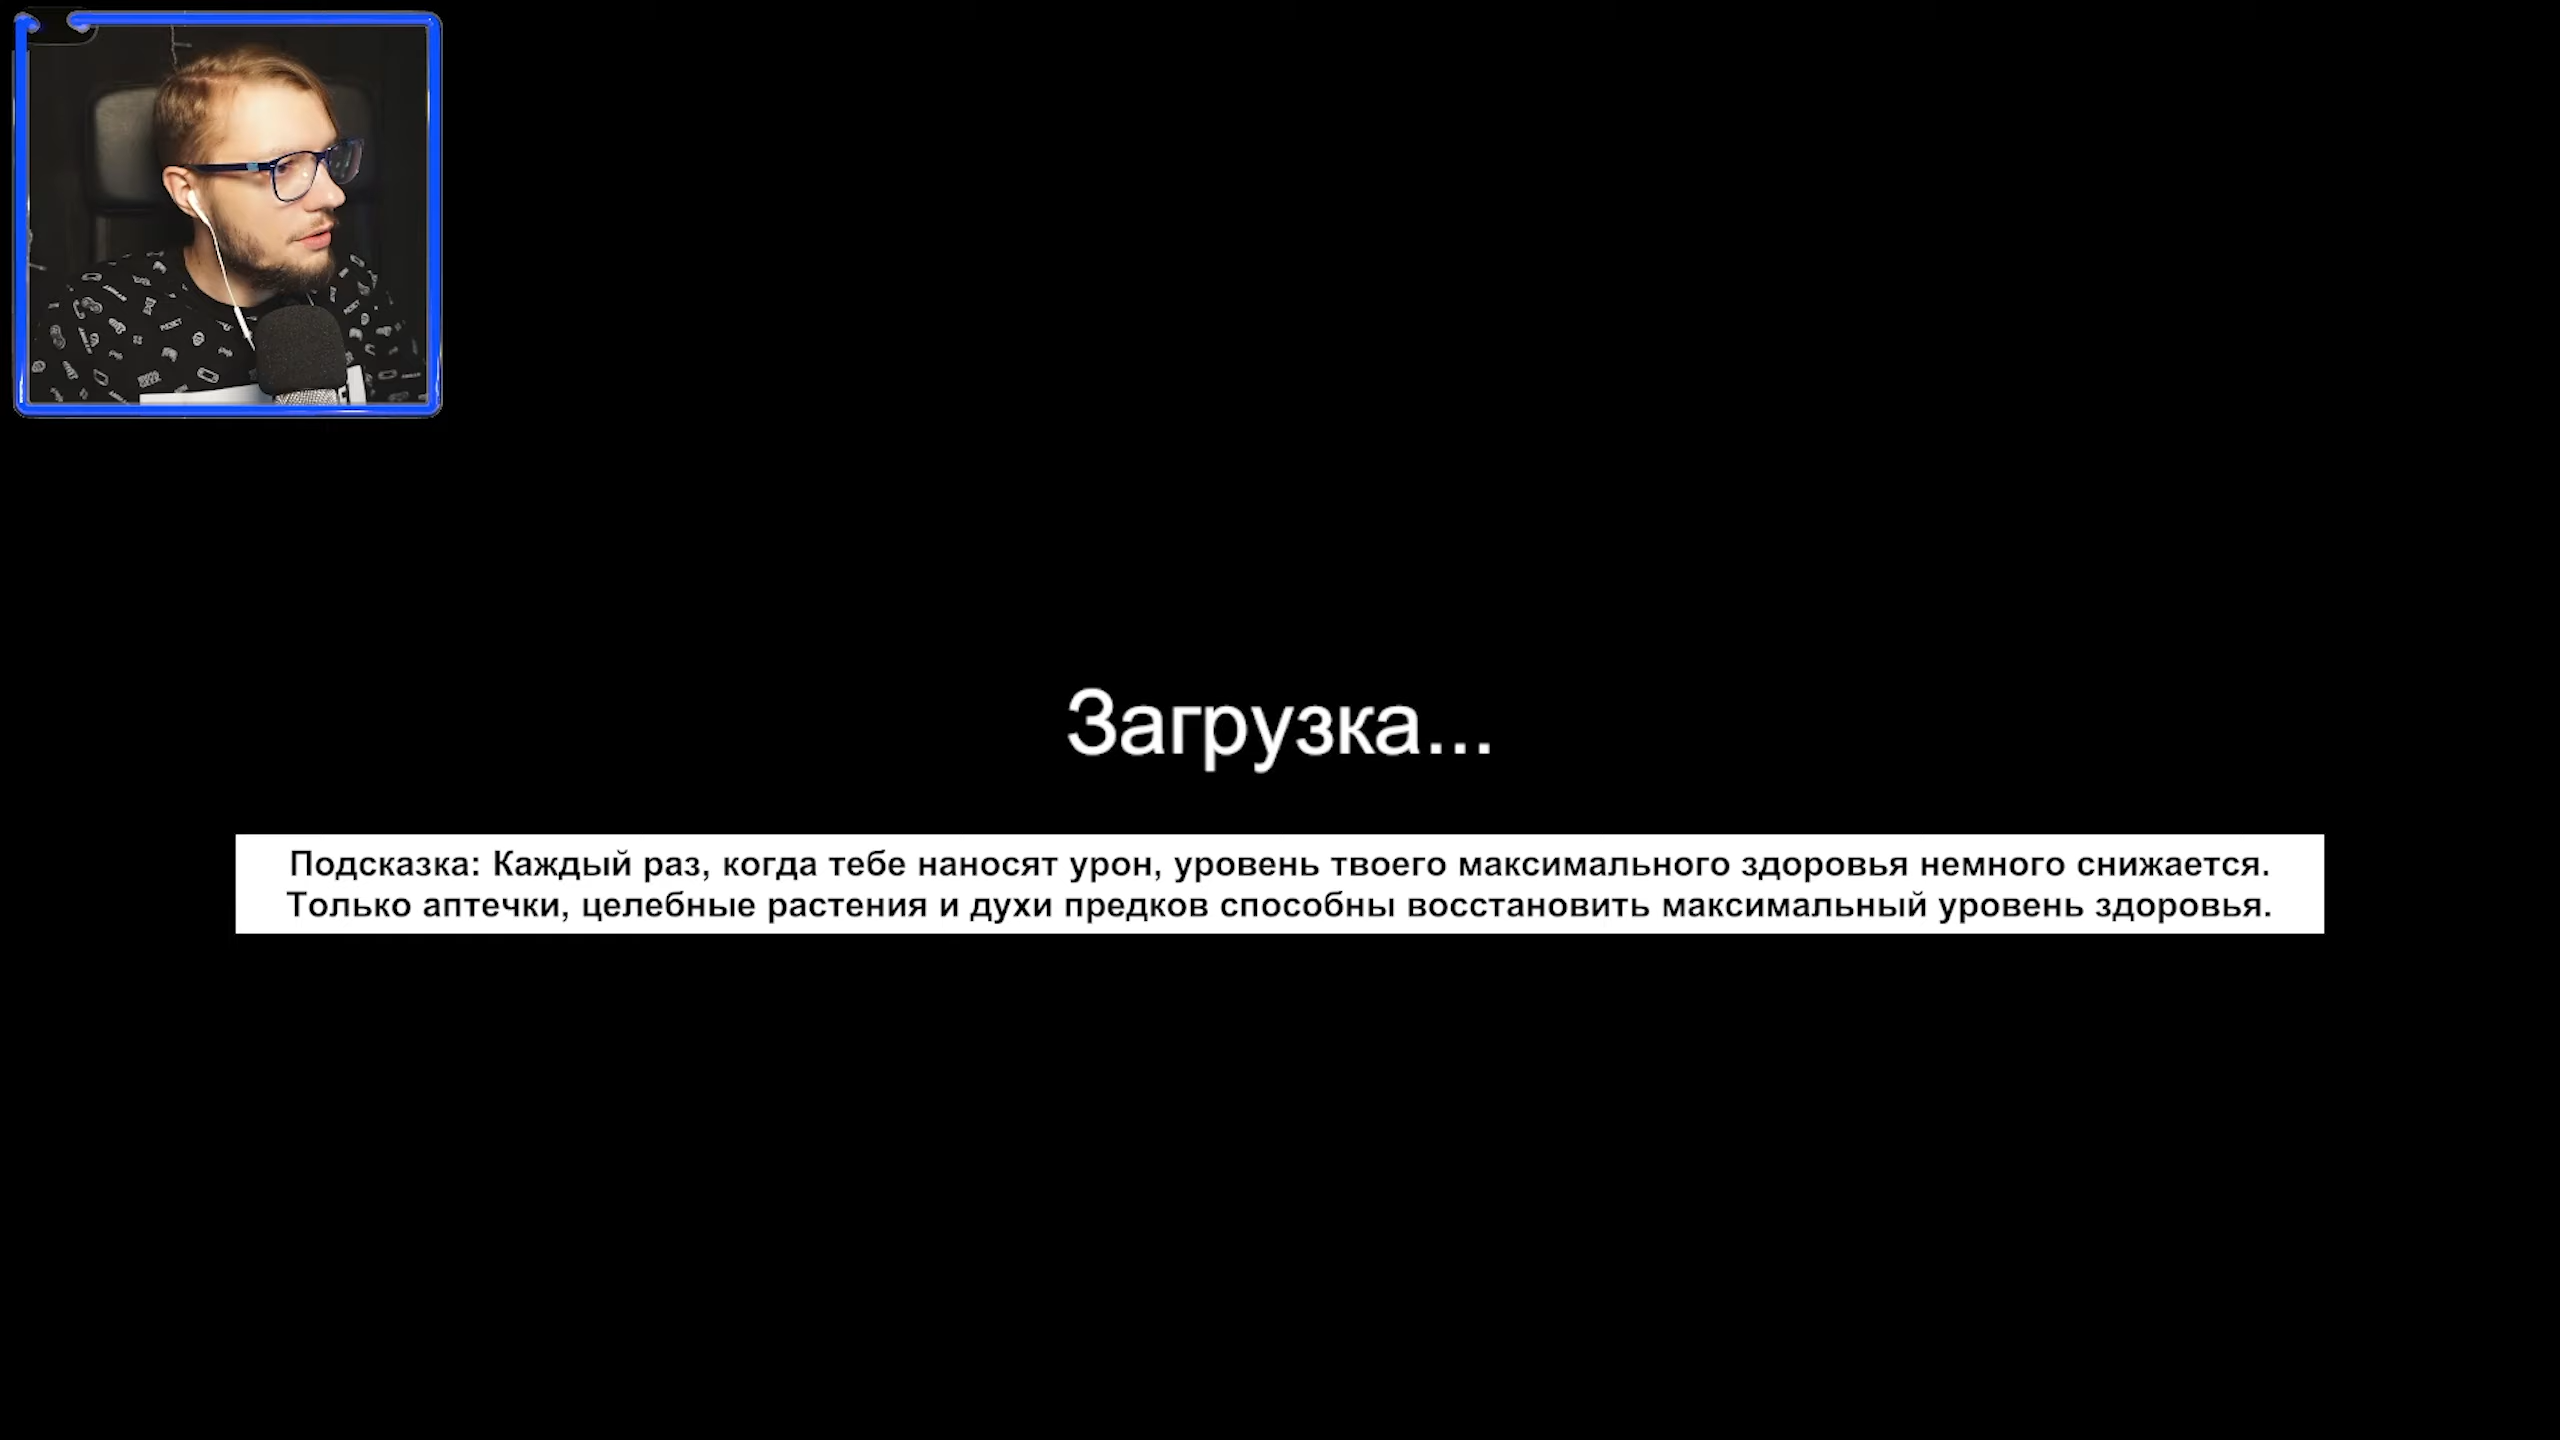 Загрузка...
Подсказка: Каждый раз, когда тебе наносят урон, уровень твоего максимального здоровья немного снижается.
Только аптечки, целебные растения и духи предков способны восстановить максимальный уровень здоровья.